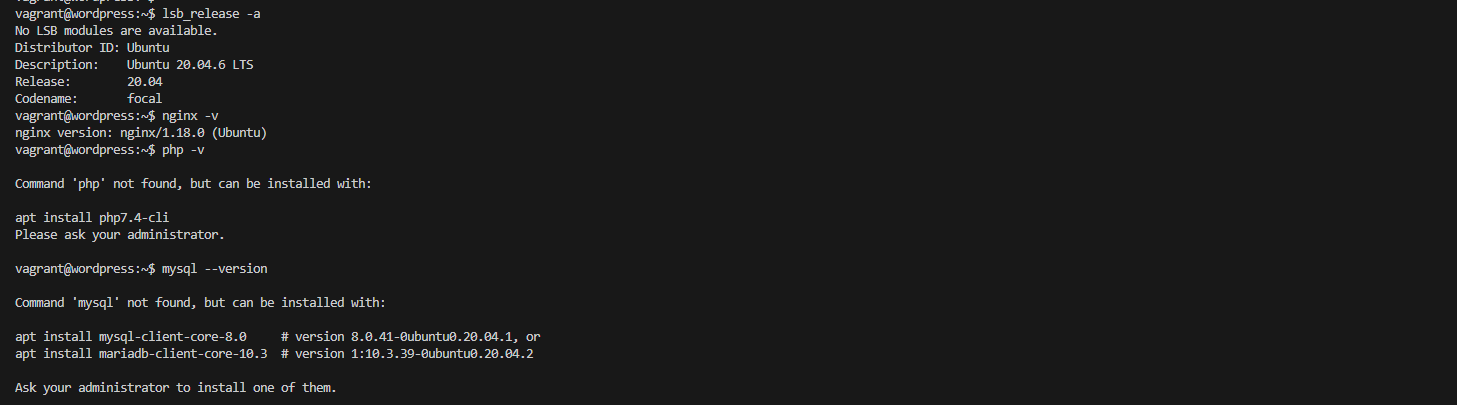 vagrant@wordpress:~$
vagrant@wordpress:~$ lsb_release -a
No LSB modules are available.
Distributor ID: Ubuntu
Description:    Ubuntu 20.04.6 LTS
Release:        20.04
Codename:       focal
vagrant@wordpress:~$ nginx -v
nginx version: nginx/1.18.0 (Ubuntu)
vagrant@wordpress:~$ php -v

Command 'php' not found, but can be installed with:

apt install php7.4-cli
Please ask your administrator.

vagrant@wordpress:~$ mysql --version

Command 'mysql' not found, but can be installed with:

apt install mysql-client-core-8.0     # version 8.0.41-0ubuntu0.20.04.1, or
apt install mariadb-client-core-10.3  # version 1:10.3.39-0ubuntu0.20.04.2

Ask your administrator to install one of them.